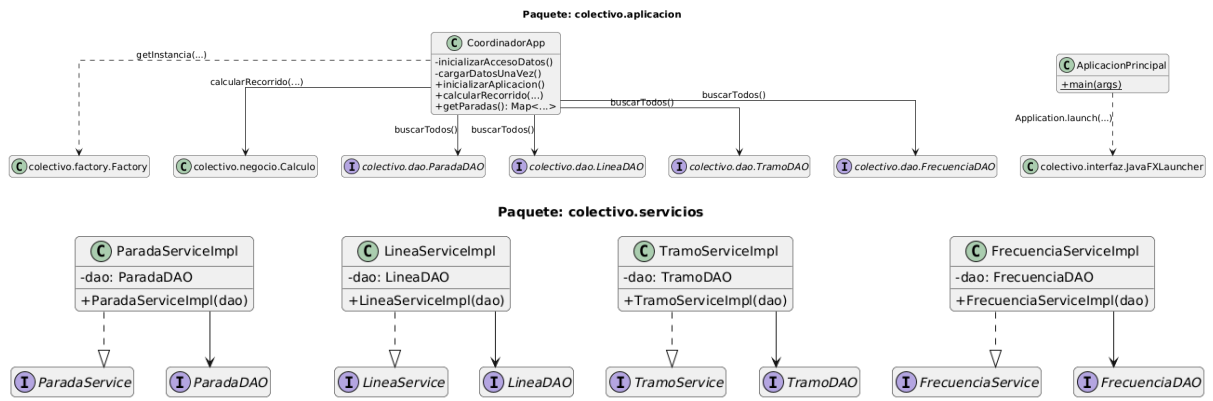 Paquete: colectivo.aplicacion
C CoordinadorApp
-inicializarAccesoDatos()
-cargarDatosUnaVez()
+inicializarAplicacion()
+calcularRecorrido(...)
+getParadas(): Map<...>
C AplicacionPrincipal
+main(args)
getInstancia(...)
calcularRecorrido(...)
buscarTodos()
buscarTodos()
buscarTodos()
buscarTodos()
Application.launch(...)
C colectivo.factory.Factory
C colectivo.negocio.Calculo
I colectivo.dao.ParadaDAO
I colectivo.dao.LineaDAO
I colectivo.dao.TramoDAO
I colectivo.dao.FrecuenciaDAO
C colectivo.interfaz.JavaFXLauncher
Paquete: colectivo.servicios
C ParadaServiceImpl
-dao: ParadaDAO
+ParadaServiceImpl(dao)
C LineaServiceImpl
-dao: LineaDAO
+LineaServiceImpl(dao)
C TramoServiceImpl
-dao: TramoDAO
+TramoServiceImpl(dao)
C FrecuenciaServiceImpl
-dao: FrecuenciaDAO
+FrecuenciaServiceImpl(dao)
I ParadaService
I ParadaDAO
I LineaService
I LineaDAO
I TramoService
I TramoDAO
I FrecuenciaService
I FrecuenciaDAO